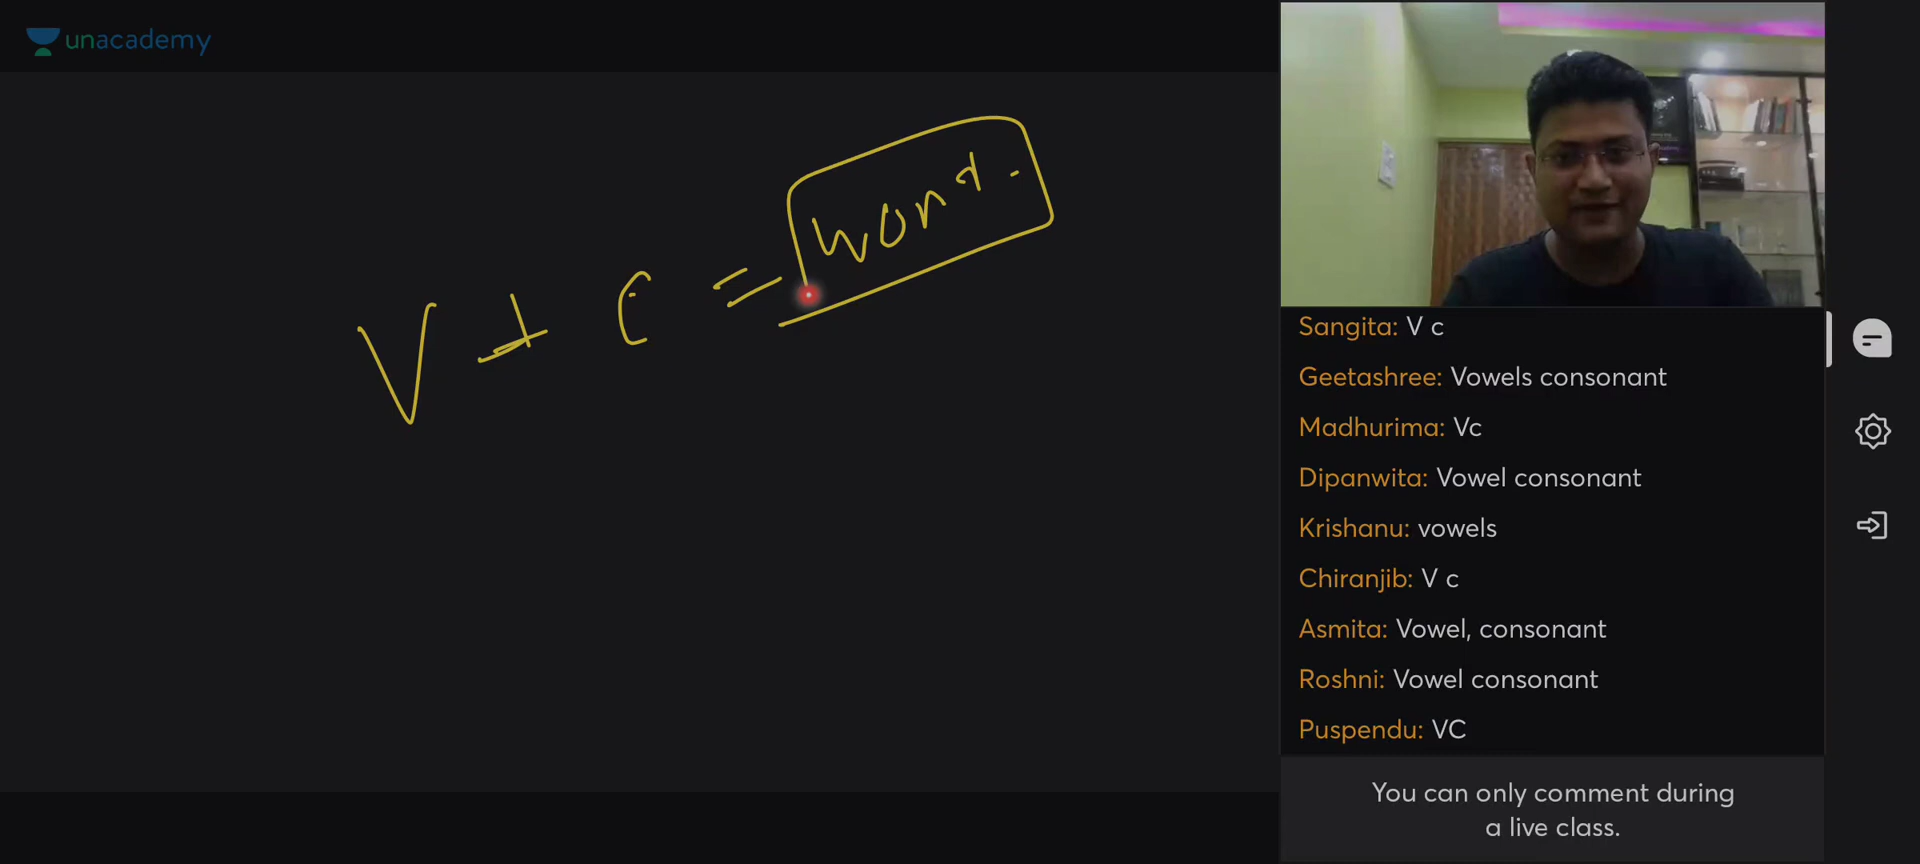 unacademy
V + C = word.
Sangita: V c
Geetashree: Vowels consonant
Madhurima: Vc
Dipanwita: Vowel consonant
Krishanu: vowels
Chiranjib: V c
Asmita: Vowel, consonant
Roshni: Vowel consonant
Puspendu: VC
You can only comment during
a live class.